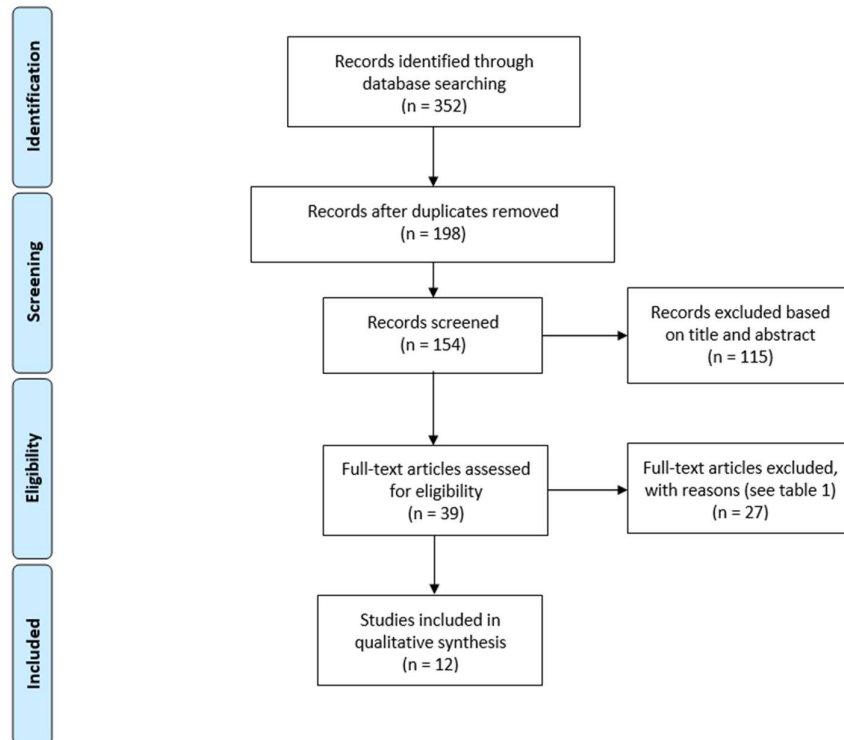 Identification
Records identified through
database searching
(n = 352)
Records after duplicates removed
(n = 198)
Screening
Records screened
(n = 154)
Records excluded based
on title and abstract
(n = 115)
Eligibility
Full-text articles assessed
for eligibility
(n = 39)
Full-text articles excluded,
with reasons (see table 1)
(n = 27)
Included
Studies included in
qualitative synthesis
(n = 12)